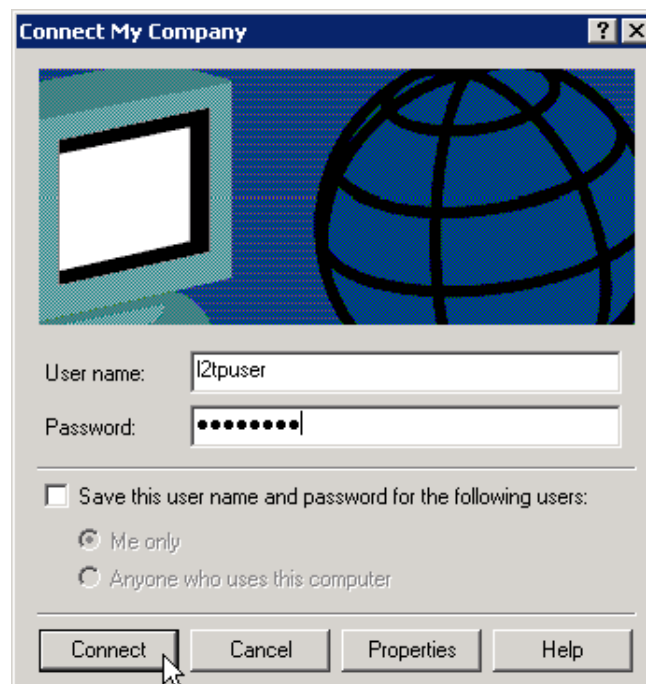 Connect My Company
User name: l2tpuser
Password: ••••••••
Save this user name and password for the following users:
Me only
Anyone who uses this computer
Connect Cancel Properties Help